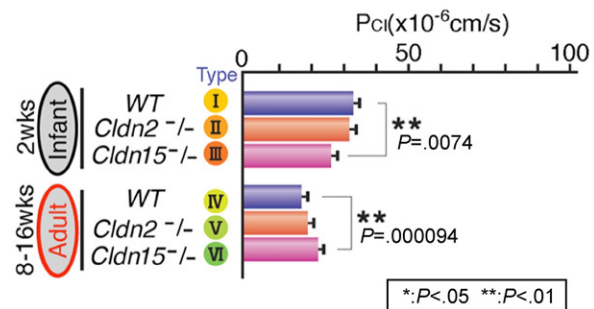 PCl(x10-6cm/s)
0 50 100
Type
2wks
Infant
WT I
Cldn2 -/- II
Cldn15-/- III
**
P=.0074
8-16wks
Adult
WT IV
Cldn2 -/- V
Cldn15-/- VI
**
P=.000094
*:P<.05 **:P<.01